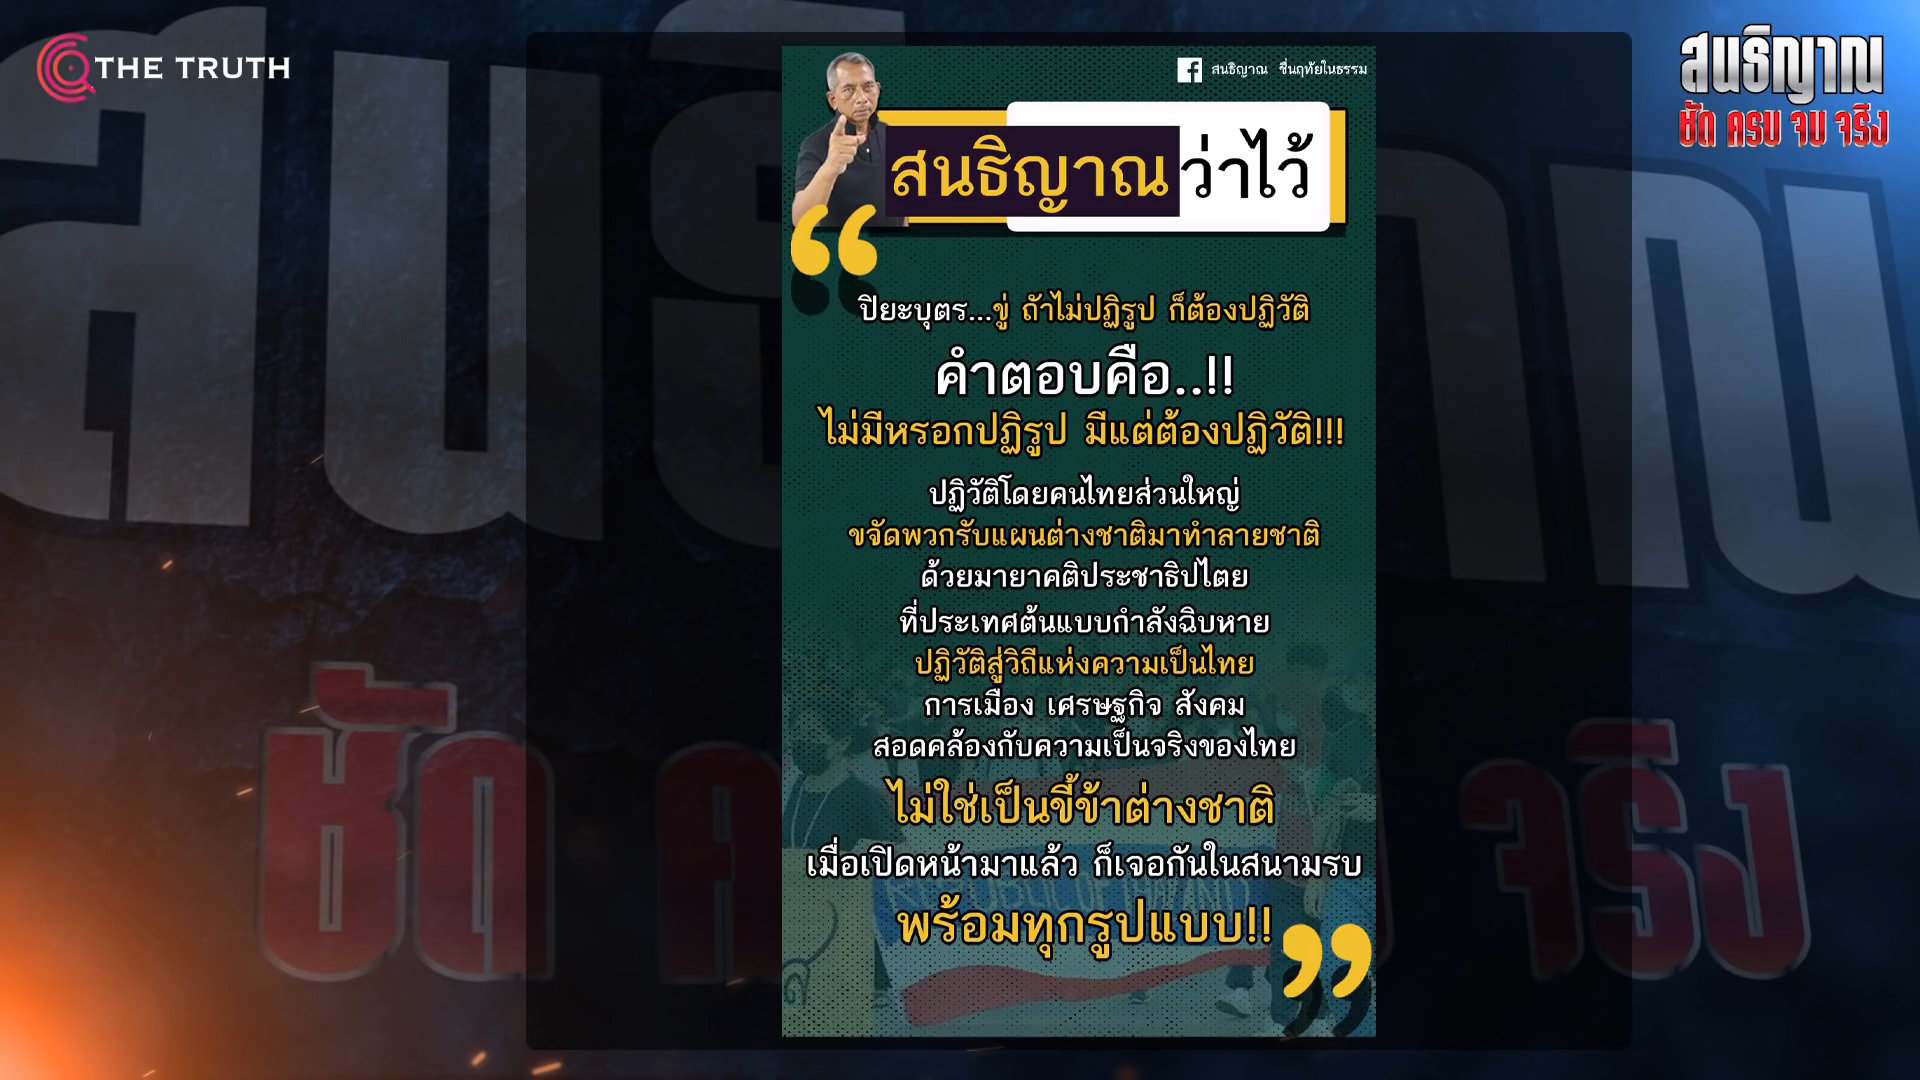 THE TRUTH
สนธิญาณ
ชัด ครบ จบ จริง
สนธิญาณ ชื่นฤทัยในธรรม
สนธิญาณว่าไว้
“
ปิยะบุตร...ขู่ ถ้าไม่ปฏิรูป ก็ต้องปฏิวัติ
คำตอบคือ..!!
ไม่มีหรอกปฏิรูป มีแต่ต้องปฏิวัติ!!!
ปฏิวัติโดยคนไทยส่วนใหญ่
ขจัดพวกรับแผนต่างชาติมาทำลายชาติ
ด้วยมายาคติประชาธิปไตย
ที่ประเทศต้นแบบกำลังฉิบหาย
ปฏิวัติสู่วิถีแห่งความเป็นไทย
การเมือง เศรษฐกิจ สังคม
สอดคล้องกับความเป็นจริงของไทย
ไม่ใช่เป็นขี้ข้าต่างชาติ
เมื่อเปิดหน้ามาแล้ว ก็เจอกันในสนามรบ
พร้อมทุกรูปแบบ!!
”